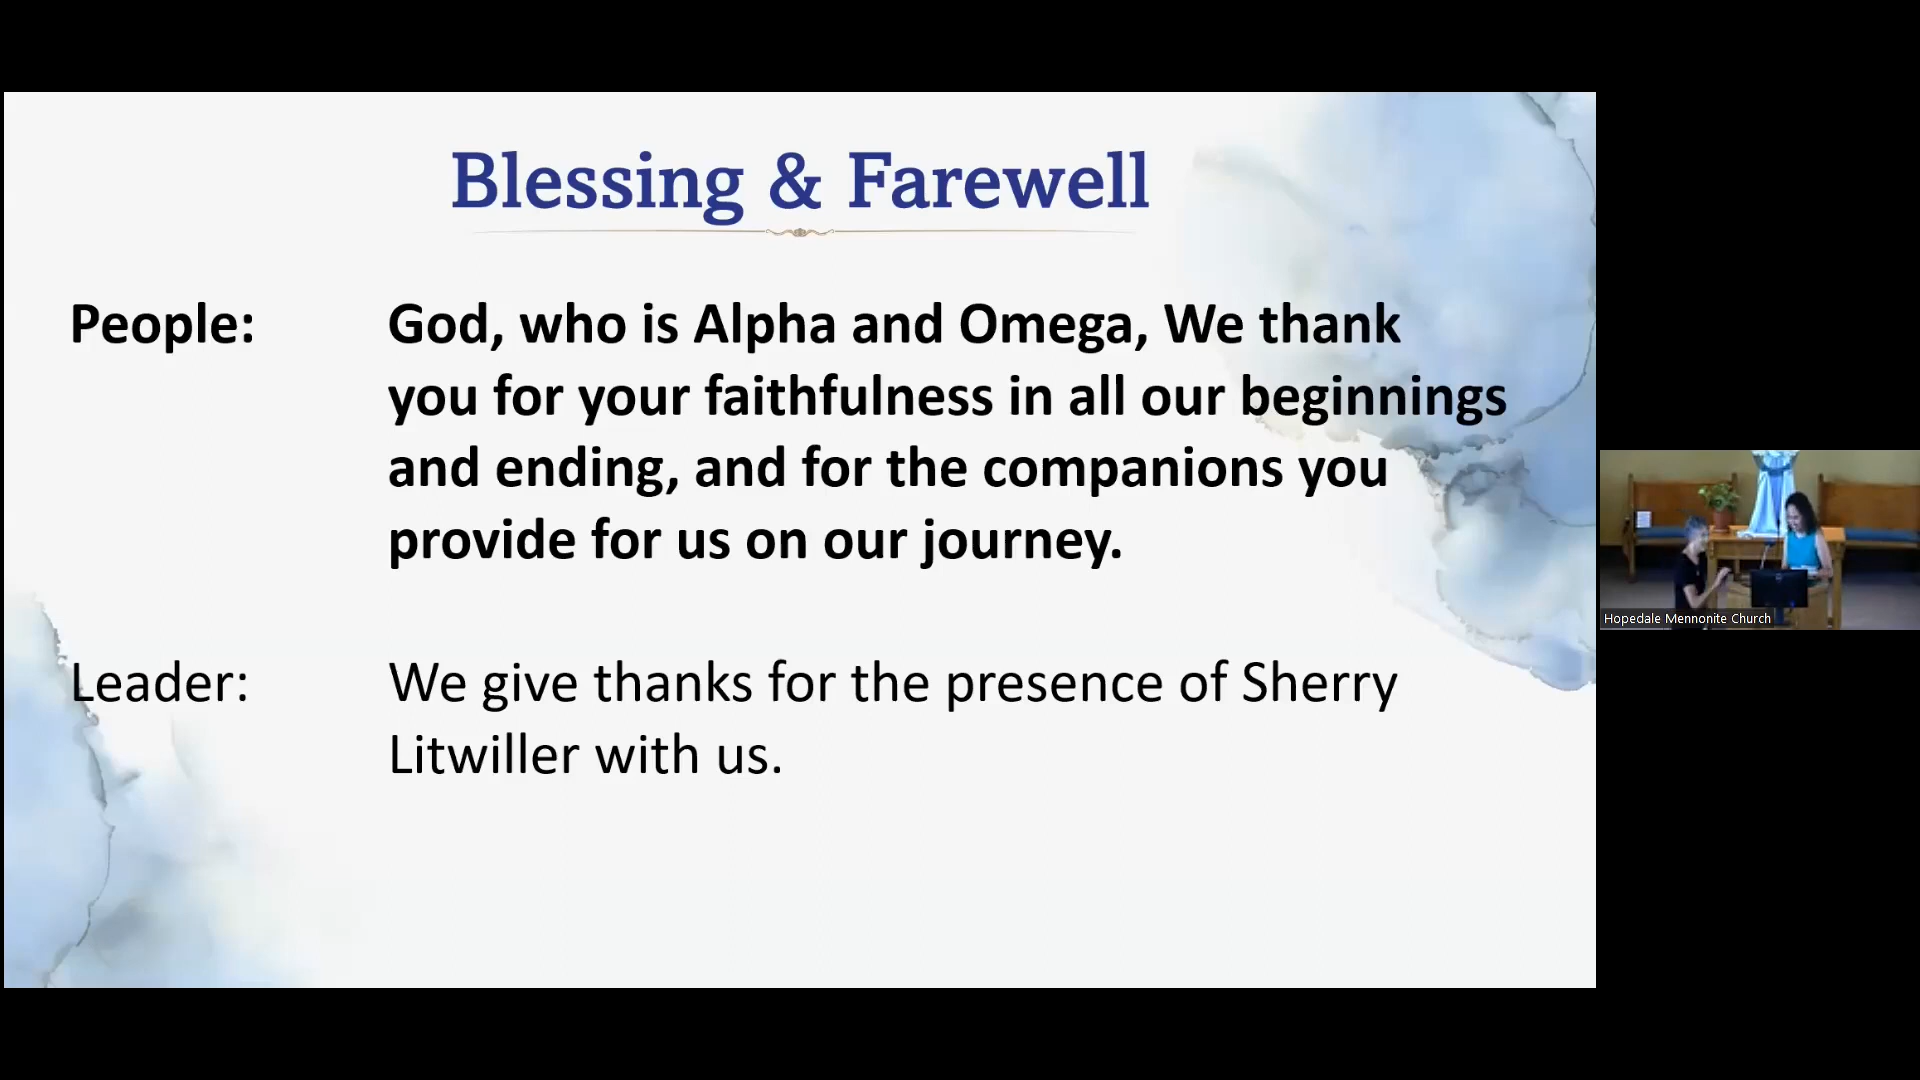 Blessing & Farewell
People: God, who is Alpha and Omega, We thank
you for your faithfulness in all our beginnings
and ending, and for the companions you
provide for us on our journey.
Leader: We give thanks for the presence of Sherry
Litwiller with us.
Hopedale Mennonite Church